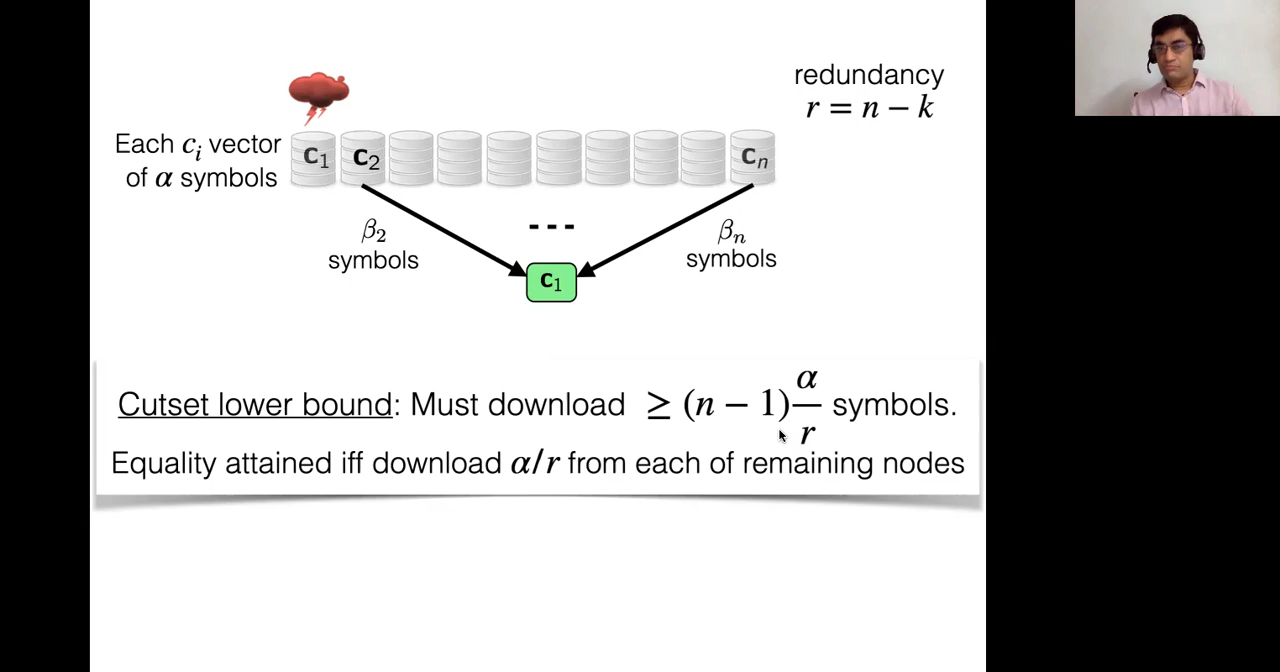 redundancy
r = n − k
Each cᵢ vector
of α symbols
c₁ c₂ cₙ
β₂
symbols
- - -
βₙ
symbols
c₁
Cutset lower bound: Must download ≥ (n − 1) α/r symbols.
Equality attained iff download α/r from each of remaining nodes